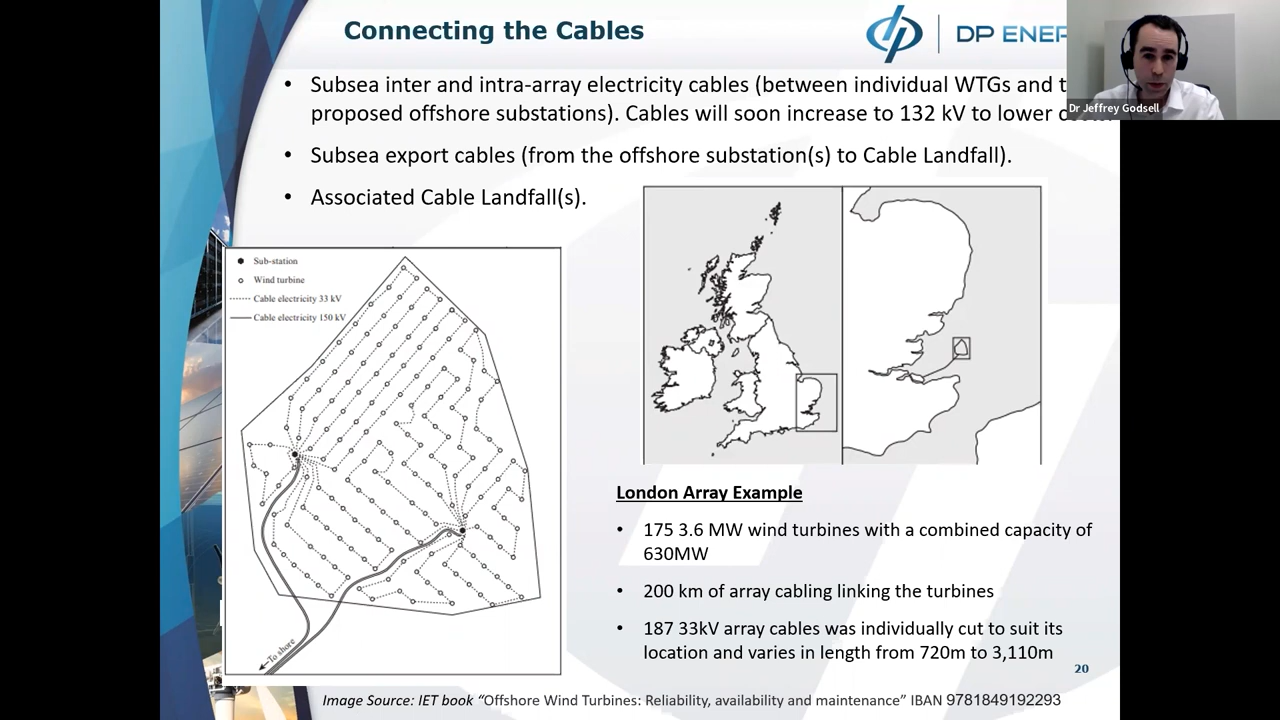 Connecting the Cables
DP ENER
Dr Jeffrey Godsell
• Subsea inter and intra-array electricity cables (between individual WTGs and t
proposed offshore substations). Cables will soon increase to 132 kV to lower
• Subsea export cables (from the offshore substation(s) to Cable Landfall).
• Associated Cable Landfall(s).
Sub-station
Wind turbine
Cable electricity 33 kV
Cable electricity 150 kV
To shore
London Array Example
• 175 3.6 MW wind turbines with a combined capacity of
630MW
• 200 km of array cabling linking the turbines
• 187 33kV array cables was individually cut to suit its
location and varies in length from 720m to 3,110m
20
Image Source: IET book “Offshore Wind Turbines: Reliability, availability and maintenance” IBAN 9781849192293